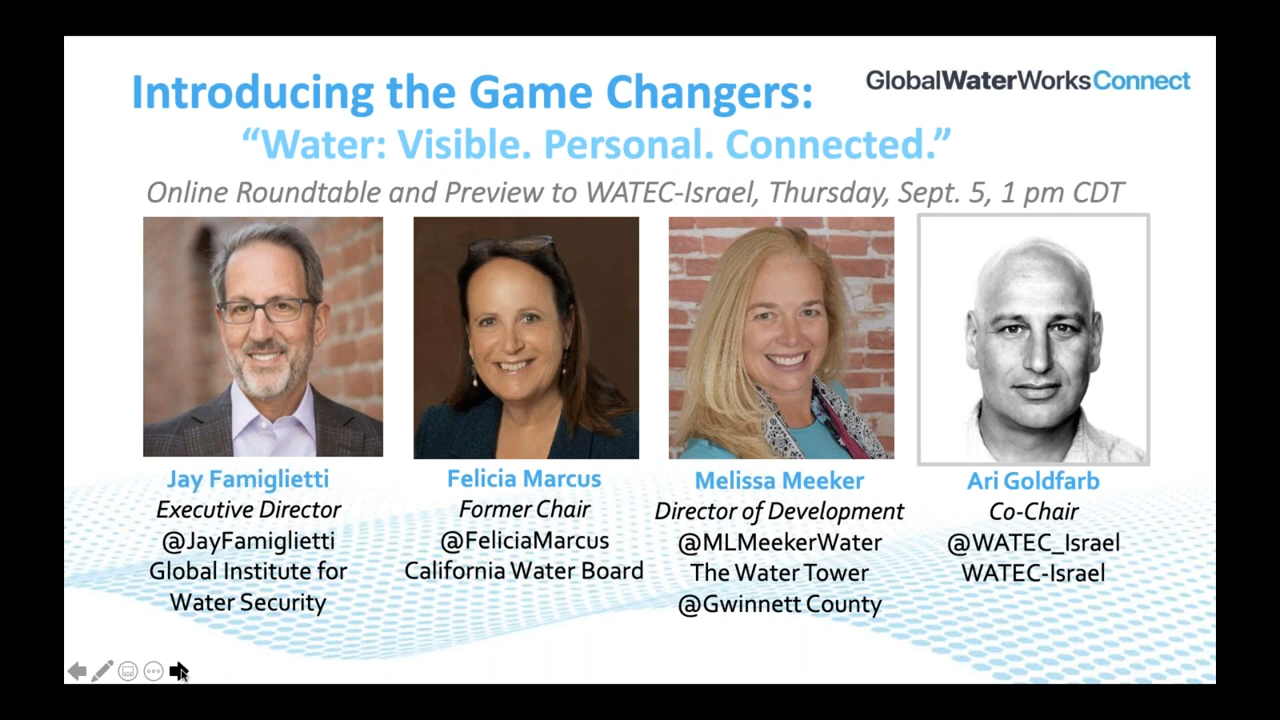 Introducing the Game Changers:
GlobalWaterWorksConnect
“Water: Visible. Personal. Connected.”
Online Roundtable and Preview to WATEC-Israel, Thursday, Sept. 5, 1 pm CDT
Jay Famiglietti
Executive Director
@JayFamiglietti
Global Institute for
Water Security
Felicia Marcus
Former Chair
@FeliciaMarcus
California Water Board
Melissa Meeker
Director of Development
@MLMeekerWater
The Water Tower
@Gwinnett County
Ari Goldfarb
Co-Chair
@WATEC_Israel
WATEC-Israel